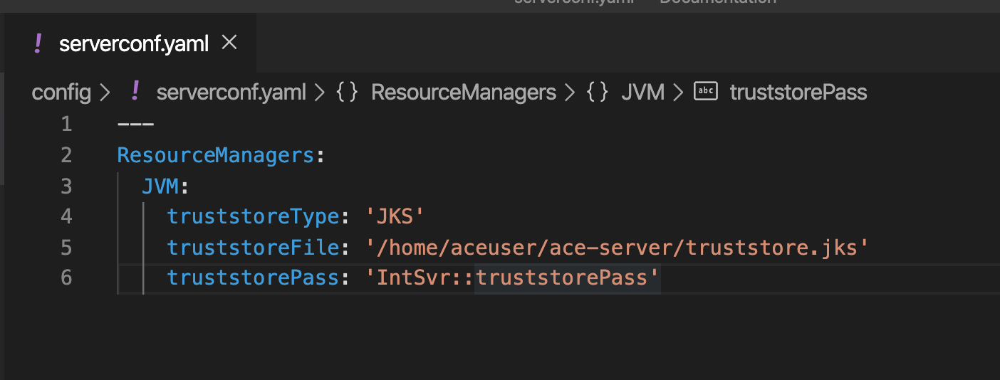 serverconf.yaml — Documentation
! serverconf.yaml ×
config > ! serverconf.yaml > {} ResourceManagers > {} JVM > abc truststorePass
1 ---
2 ResourceManagers:
3 JVM:
4 truststoreType: 'JKS'
5 truststoreFile: '/home/aceuser/ace-server/truststore.jks'
6 truststorePass: 'IntSvr::truststorePass'